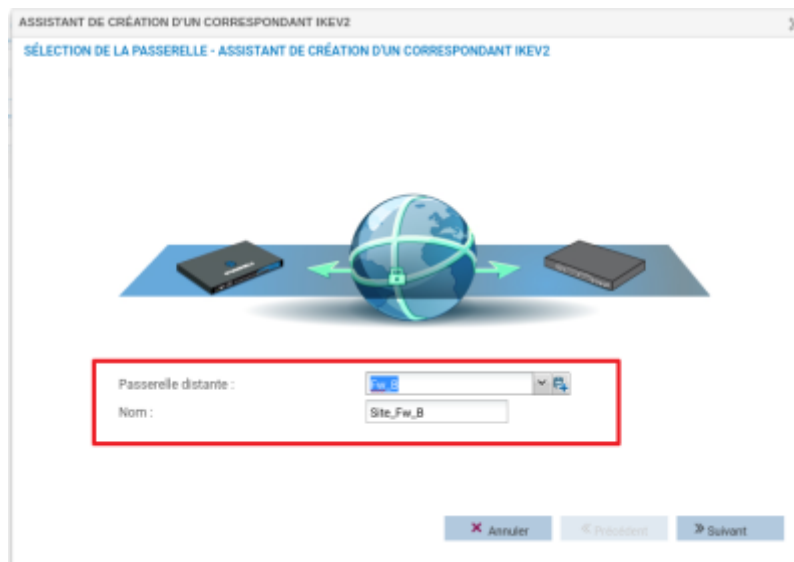 ASSISTANT DE CRÉATION D'UN CORRESPONDANT IKEV2
SÉLECTION DE LA PASSERELLE - ASSISTANT DE CRÉATION D'UN CORRESPONDANT IKEV2
Passerelle distante :
Fw_B
Nom :
Site_Fw_B
Annuler
« Précédent
» Suivant